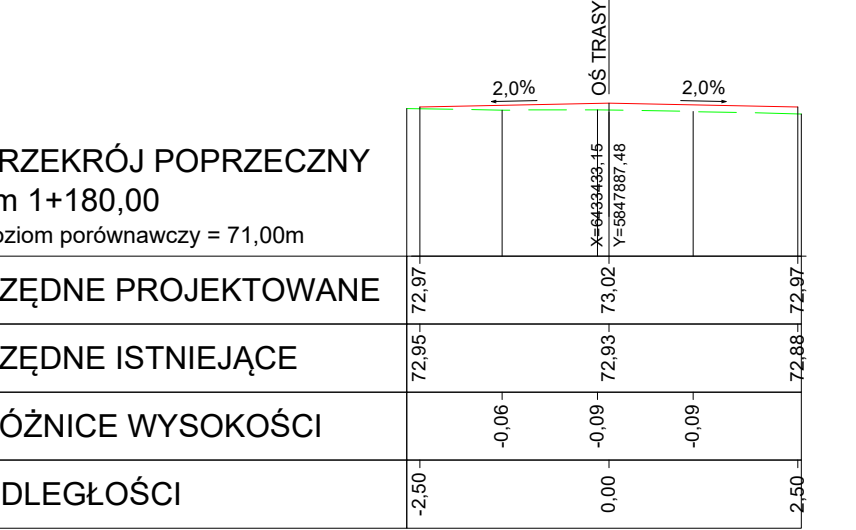 OŚ TRASY
2,0% 2,0%
RZEKRÓJ POPRZECZNY
m 1+180,00
oziom porównawczy = 71,00m
X=6433433,15
Y=5847887,48
ZĘDNE PROJEKTOWANE 72,97 73,02 72,97
ZĘDNE ISTNIEJĄCE 72,95 72,93 72,88
ÓŻNICE WYSOKOŚCI -0,06 -0,09 -0,09
DLEGŁOŚCI -2,50 0,00 2,50